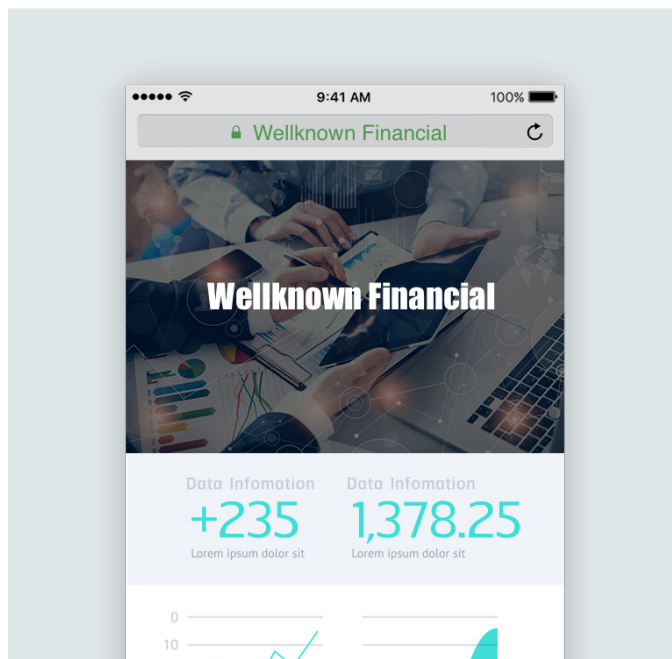 9:41 AM 100%
Wellknown Financial
Wellknown Financial
Data Infomation Data Infomation
+235 1,378.25
Lorem ipsum dolor sit Lorem ipsum dolor sit
0
10